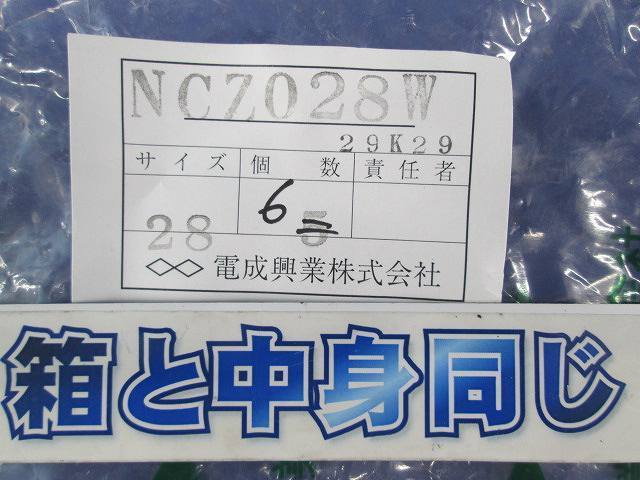 NCZ028W
29K29
サイズ 個数 責任者
28 6 5
電成興業株式会社
箱と中身同じ